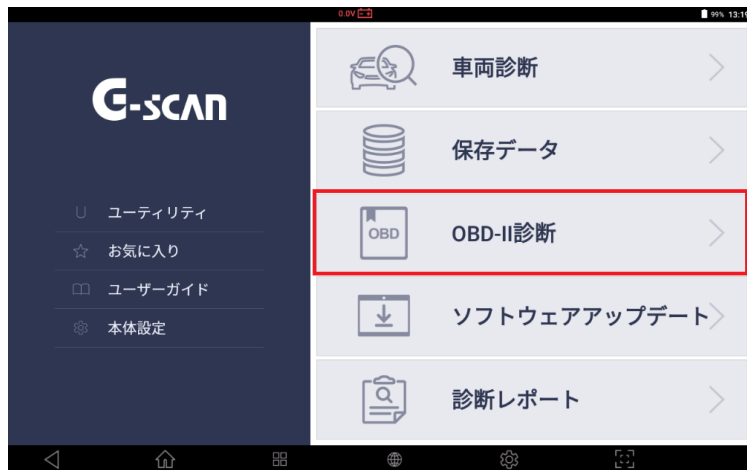 0.0V
99% 13:19
G-scan
ユーティリティ
お気に入り
ユーザーガイド
本体設定
車両診断
保存データ
OBD
OBD-II診断
ソフトウェアアップデート
診断レポート